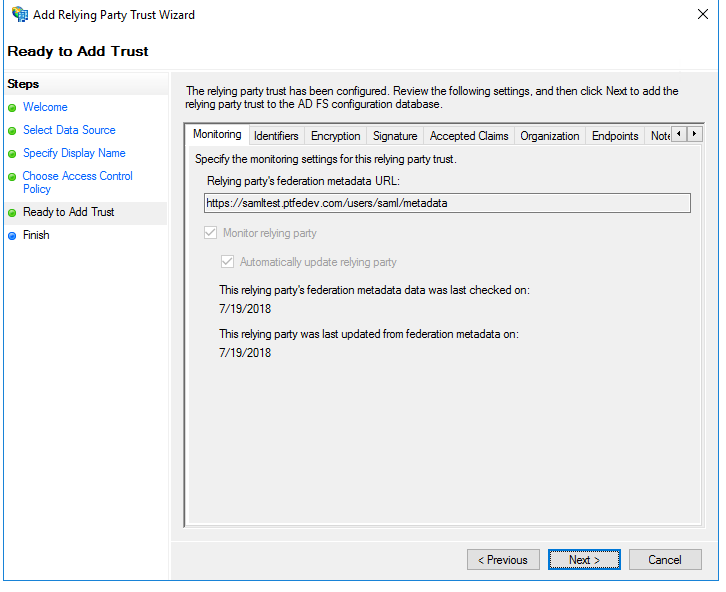 Add Relying Party Trust Wizard
Ready to Add Trust
Steps
Welcome
Select Data Source
Specify Display Name
Choose Access Control
Policy
Ready to Add Trust
Finish
The relying party trust has been configured. Review the following settings, and then click Next to add the
relying party trust to the AD FS configuration database.
Monitoring Identifiers Encryption Signature Accepted Claims Organization Endpoints Note
Specify the monitoring settings for this relying party trust.
Relying party's federation metadata URL:
https://samltest.ptfedev.com/users/saml/metadata
Monitor relying party
Automatically update relying party
This relying party's federation metadata data was last checked on:
7/19/2018
This relying party was last updated from federation metadata on:
7/19/2018
< Previous Next > Cancel